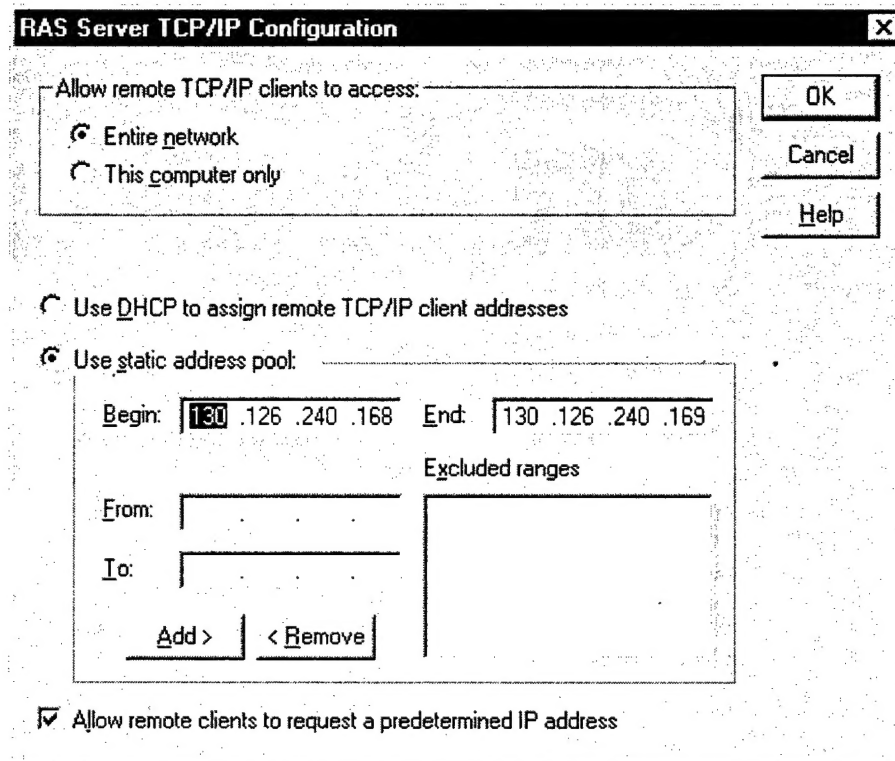 RAS Server TCP/IP Configuration
Allow remote TCP/IP clients to access:
Entire network
This computer only
OK
Cancel
Help
Use DHCP to assign remote TCP/IP client addresses
Use static address pool:
Begin: 130 .126 .240 .168 End: 130 .126 .240 .169
Excluded ranges
From: . . .
To: . . .
Add > < Remove
Allow remote clients to request a predetermined IP address